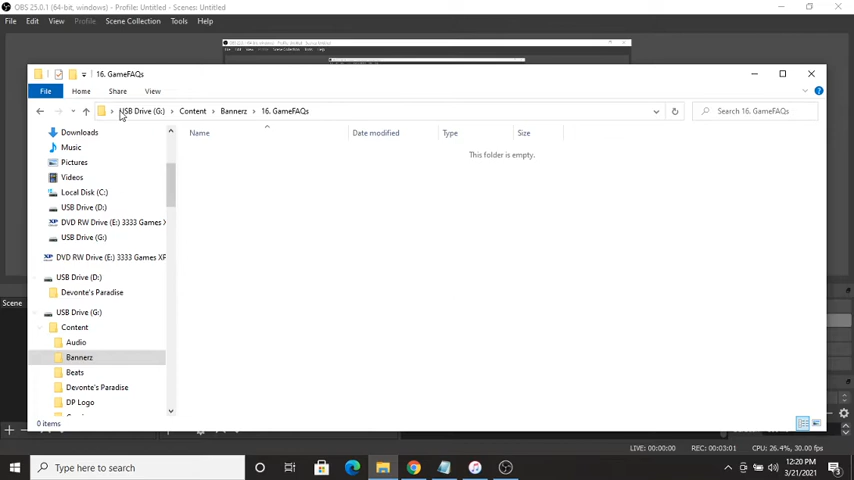 OBS 25.0.1 (64-bit, windows) - Profile: Untitled - Scenes: Untitled
File Edit View Profile Scene Collection Tools Help
16. GameFAQs
File Home Share View
USB Drive (G:) Content Bannerz 16. GameFAQs
Search 16. GameFAQs
Downloads
Name Date modified Type Size
Music
This folder is empty.
Pictures
Videos
Local Disk (C:)
USB Drive (D:)
DVD RW Drive (E:) 3333 Games X
USB Drive (G:)
DVD RW Drive (E:) 3333 Games XP
USB Drive (D:)
Devonte's Paradise
Scene
USB Drive (G:)
Content
Audio
Bannerz
Beats
Devonte's Paradise
DP Logo
0 items
LIVE: 00:00:00 REC: 00:03:01 CPU: 26.4%, 30.00 fps
Type here to search
12:20 PM
3/21/2021
3